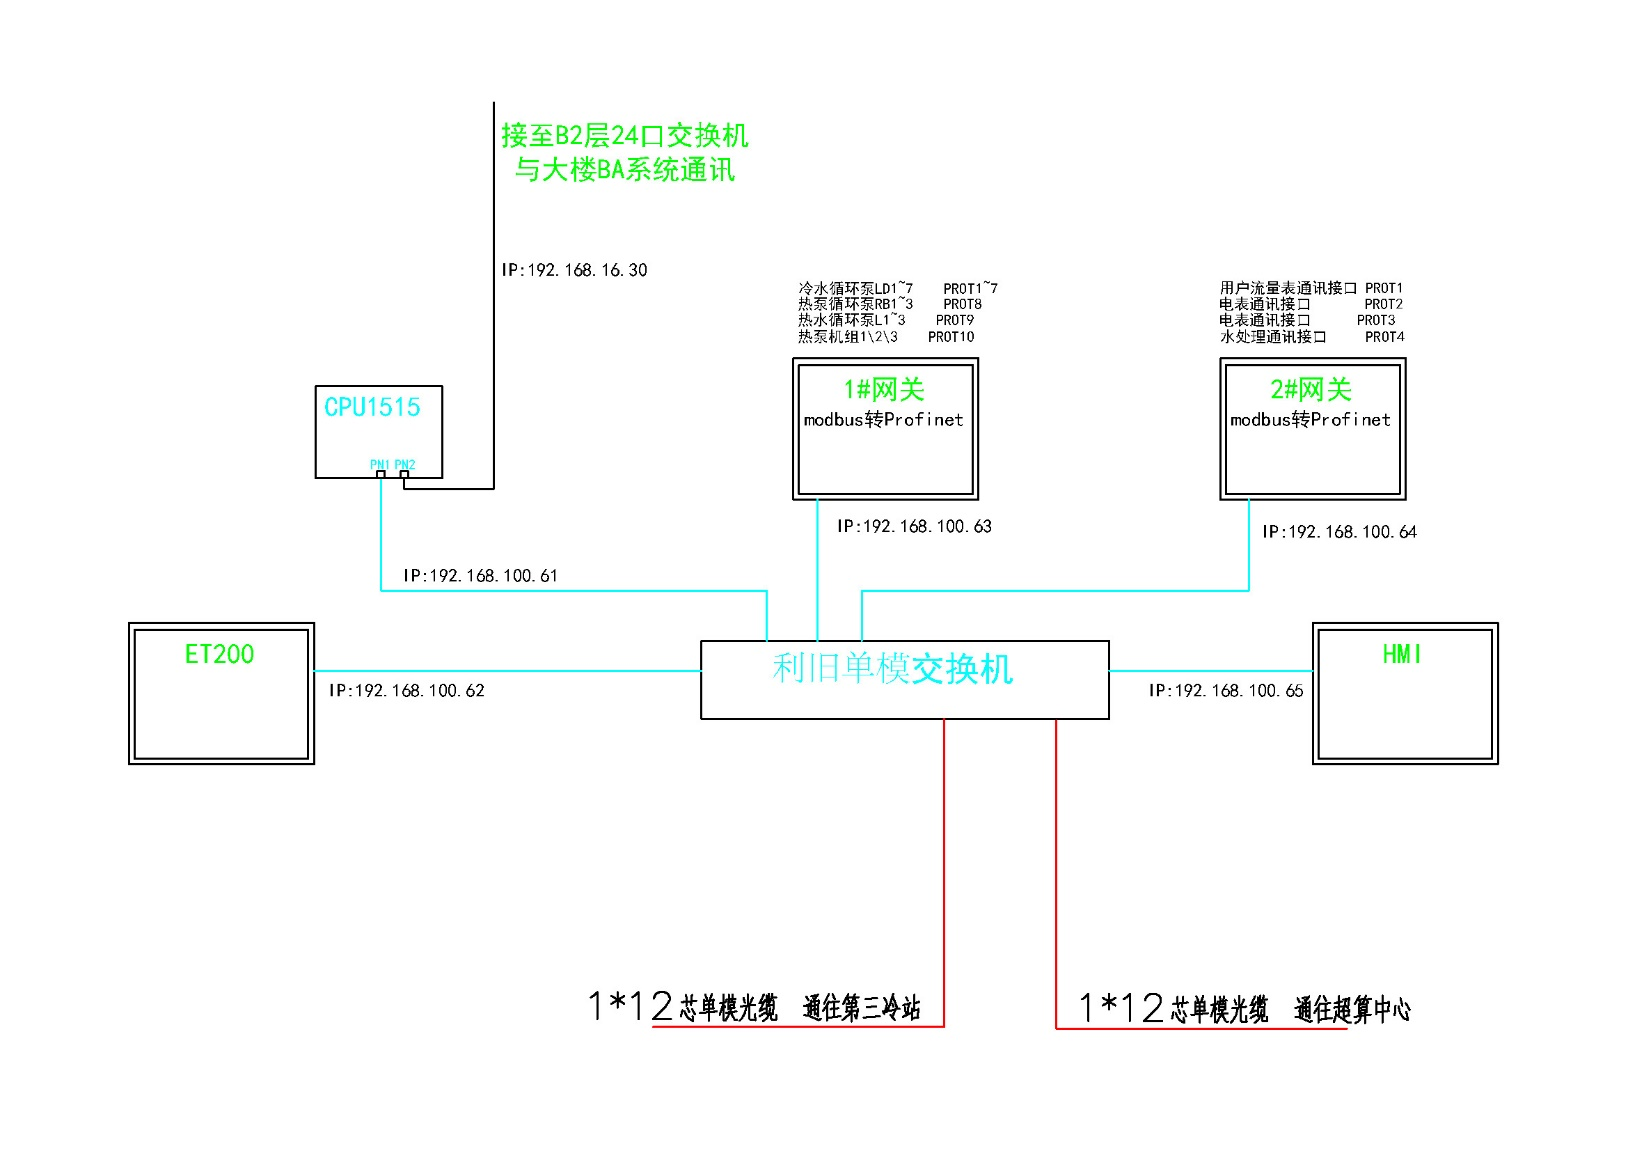 接至B2层24口交换机
与大楼BA系统通讯
IP:192.168.16.30
冷水循环泵LD1~7 PROT1~7
热泵循环泵RB1~3 PROT8
热水循环泵L1~3 PROT9
热泵机组1\2\3 PROT10
用户流量表通讯接口 PROT1
电表通讯接口 PROT2
电表通讯接口 PROT3
水处理通讯接口 PROT4
CPU1515
PN1 PN2
1#网关
modbus转Profinet
2#网关
modbus转Profinet
IP:192.168.100.63
IP:192.168.100.64
IP:192.168.100.61
ET200
利旧单模交换机
HMI
IP:192.168.100.62
IP:192.168.100.65
1*12芯单模光缆 通往第三冷站
1*12芯单模光缆 通往超算中心